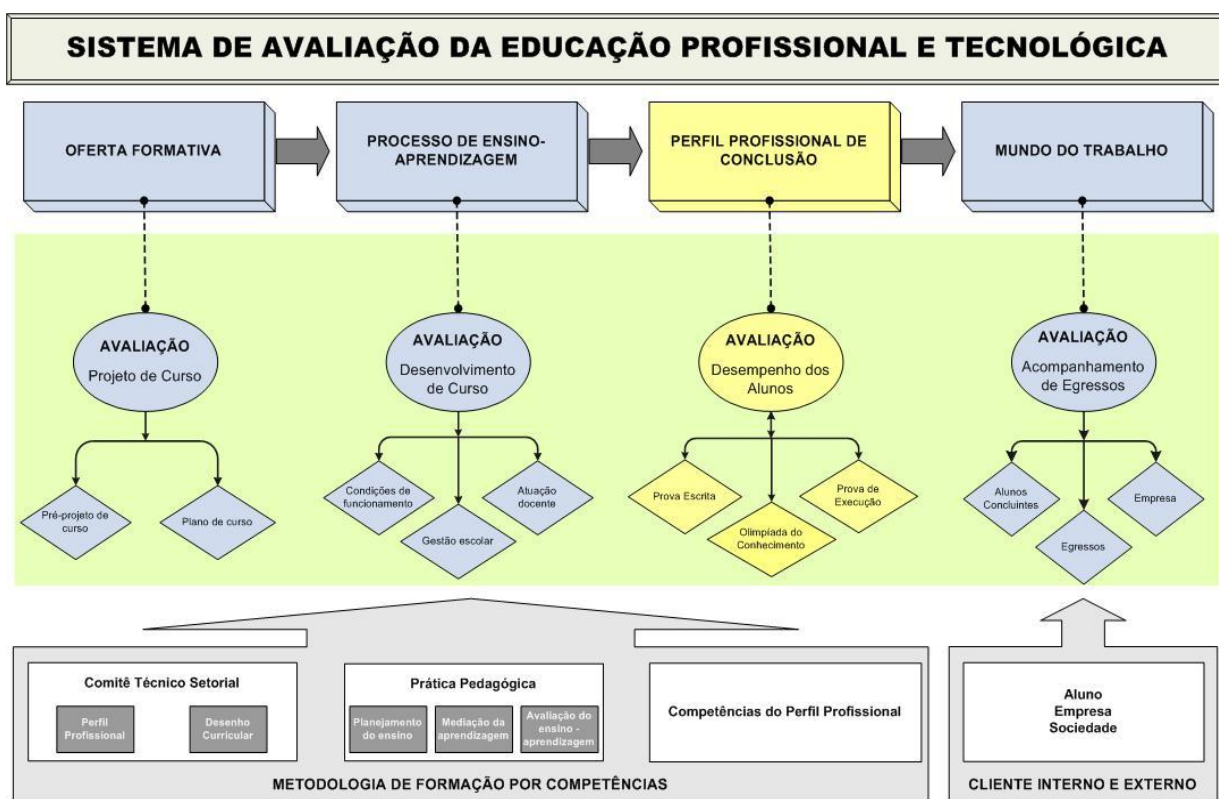 SISTEMA DE AVALIAÇÃO DA EDUCAÇÃO PROFISSIONAL E TECNOLÓGICA
OFERTA FORMATIVA
PROCESSO DE ENSINO-
APRENDIZAGEM
PERFIL PROFISSIONAL DE
CONCLUSÃO
MUNDO DO TRABALHO
AVALIAÇÃO
Projeto de Curso
AVALIAÇÃO
Desenvolvimento
de Curso
AVALIAÇÃO
Desempenho dos
Alunos
AVALIAÇÃO
Acompanhamento
de Egressos
Pré-projeto de
curso
Plano de curso
Condições de
funcionamento
Gestão escolar
Atuação
docente
Prova Escrita
Olimpíada do
Conhecimento
Prova de
Execução
Alunos
Concluintes
Egressos
Empresa
Comitê Técnico Setorial
Perfil
Profissional
Desenho
Curricular
Prática Pedagógica
Planejamento
do ensino
Mediação da
aprendizagem
Avaliação do
ensino -
aprendizagem
Competências do Perfil Profissional
METODOLOGIA DE FORMAÇÃO POR COMPETÊNCIAS
Aluno
Empresa
Sociedade
CLIENTE INTERNO E EXTERNO